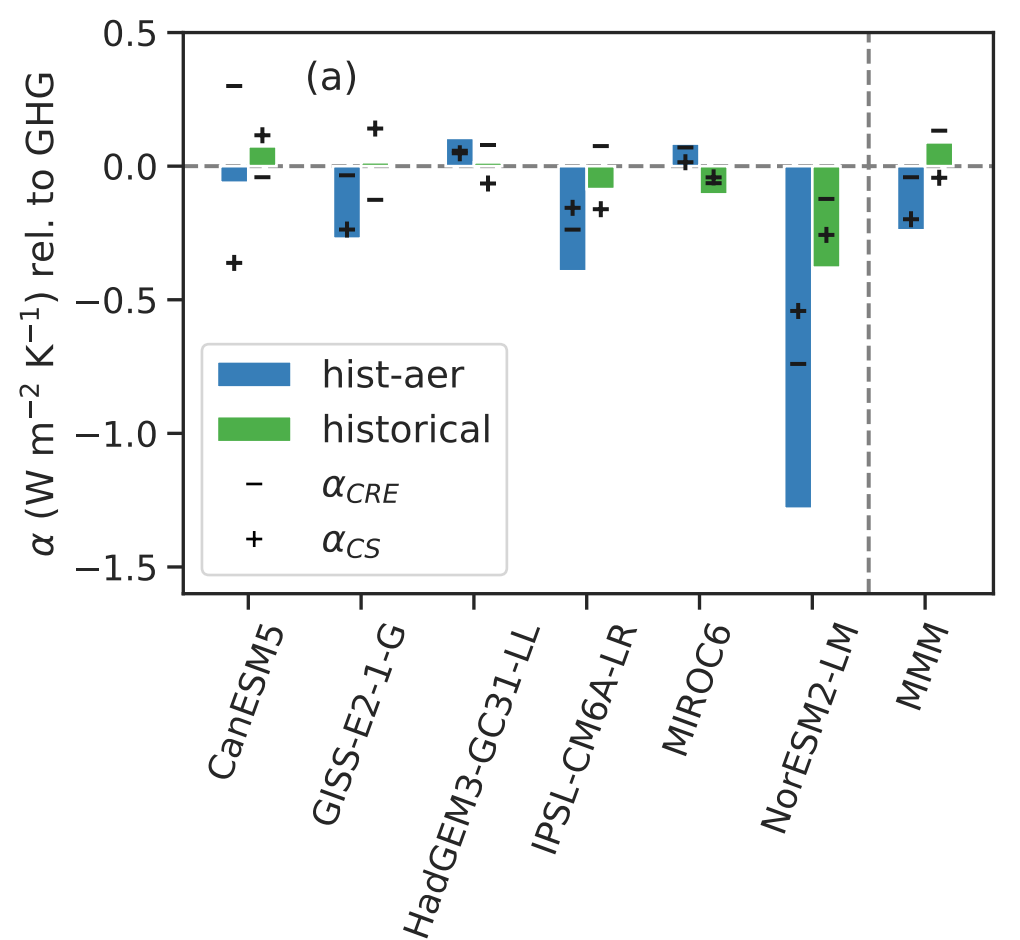 (a)
α (W m⁻² K⁻¹) rel. to GHG
0.5
0.0
−0.5
−1.0
−1.5
hist-aer
historical
α_CRE
α_CS
CanESM5
GISS-E2-1-G
HadGEM3-GC31-LL
IPSL-CM6A-LR
MIROC6
NorESM2-LM
MMM